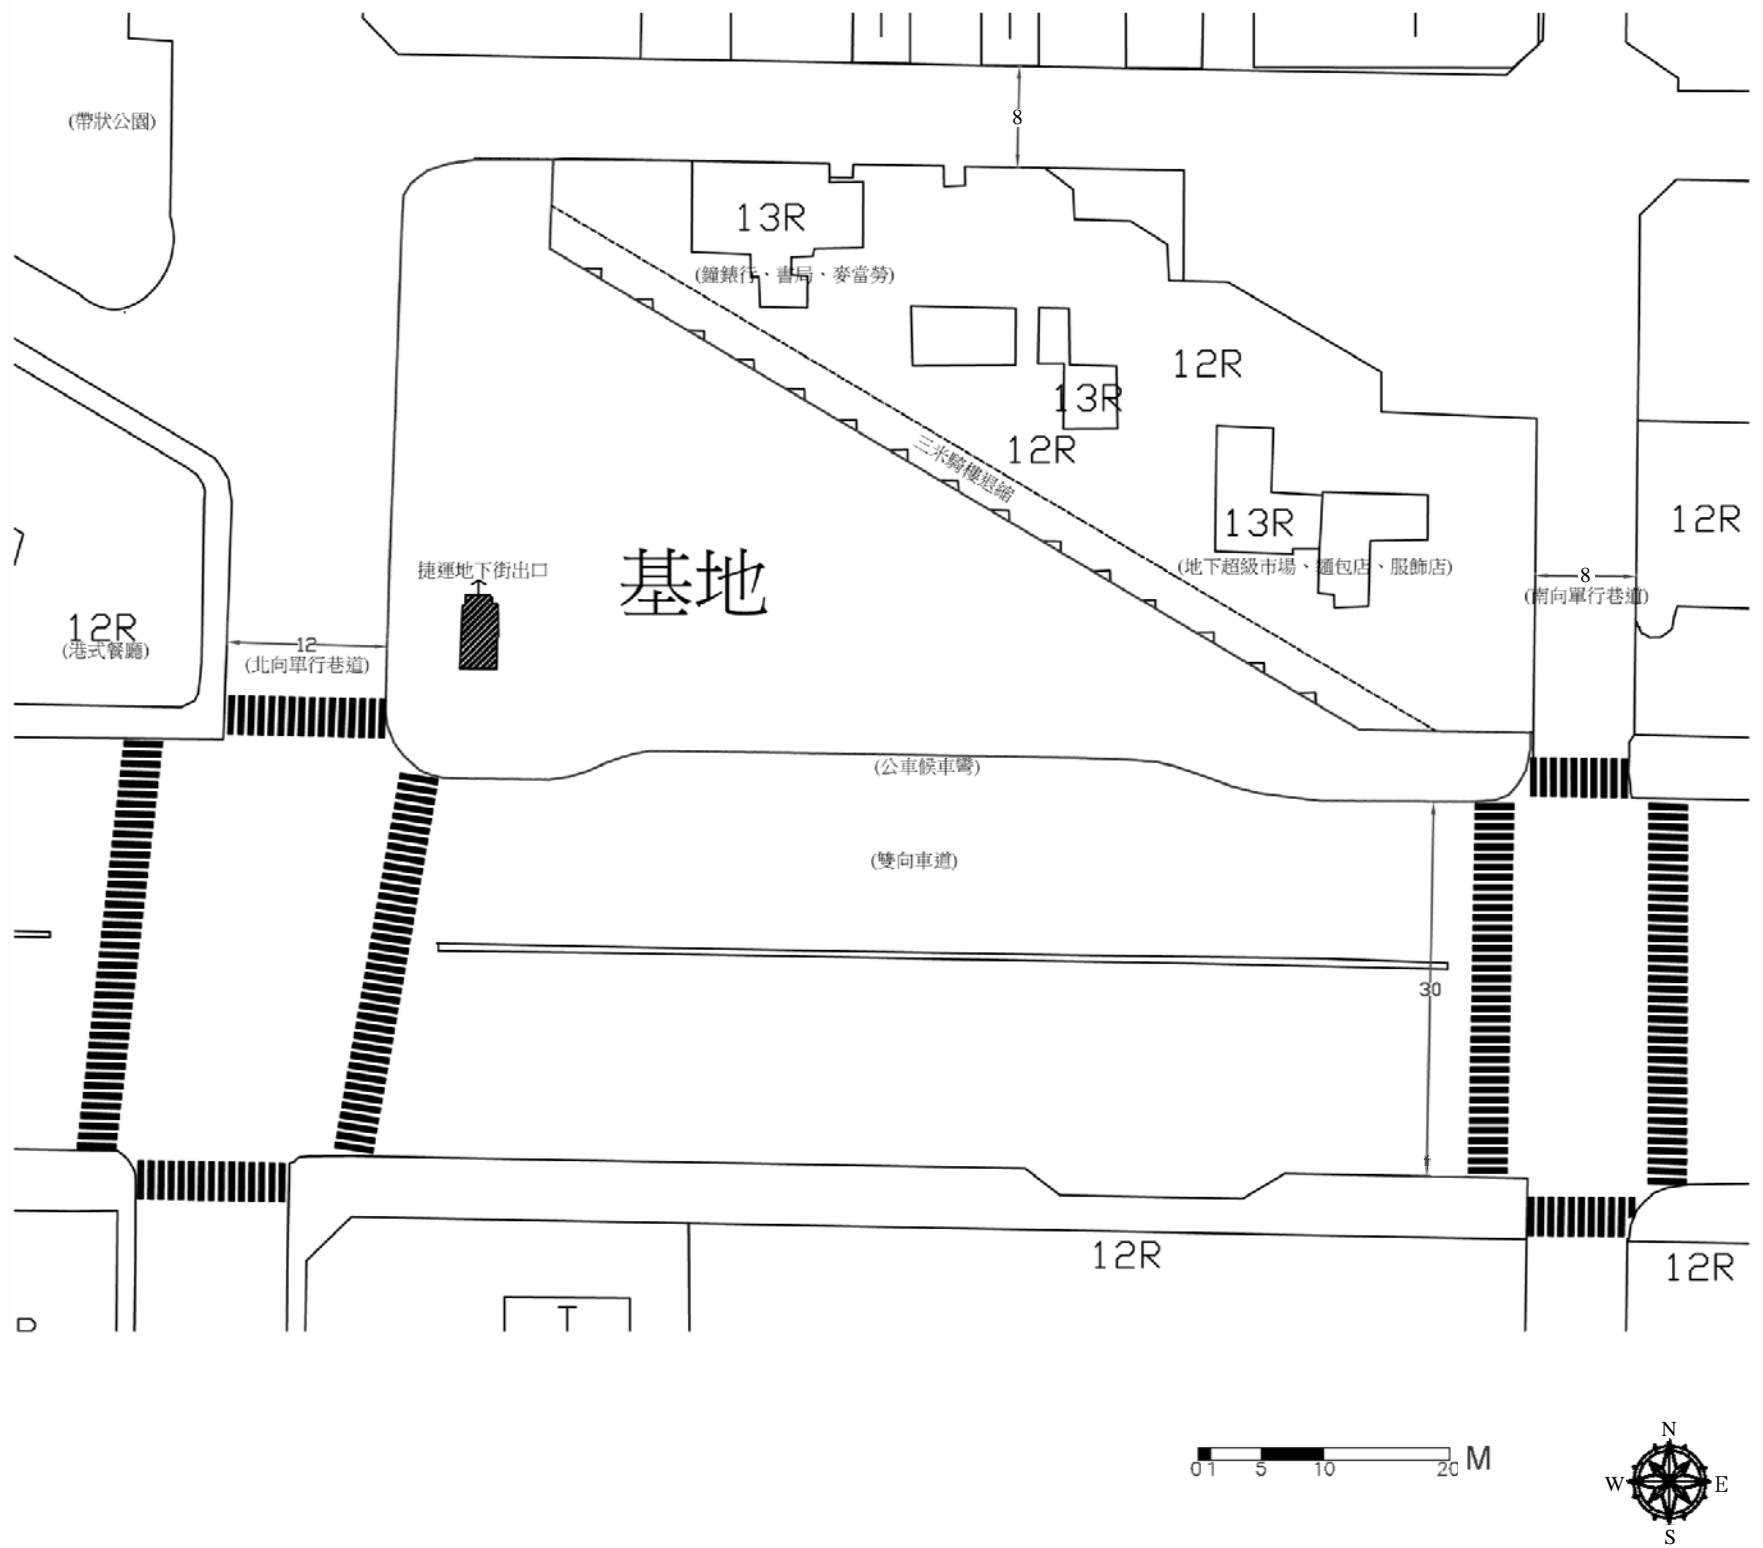 (帶狀公園)
8
13R
(鐘錶行、書局、麥當勞)
12R
13R
12R
三米騎樓退縮
13R
12R
(地下超級市場、麵包店、服飾店)
8
(南向單行巷道)
捷運地下街出口
基地
12R
(港式餐廳)
12
(北向單行巷道)
(公車候車彎)
(雙向車道)
30
12R
12R
T
P
0 1 5 10 20 M
N
W E
S